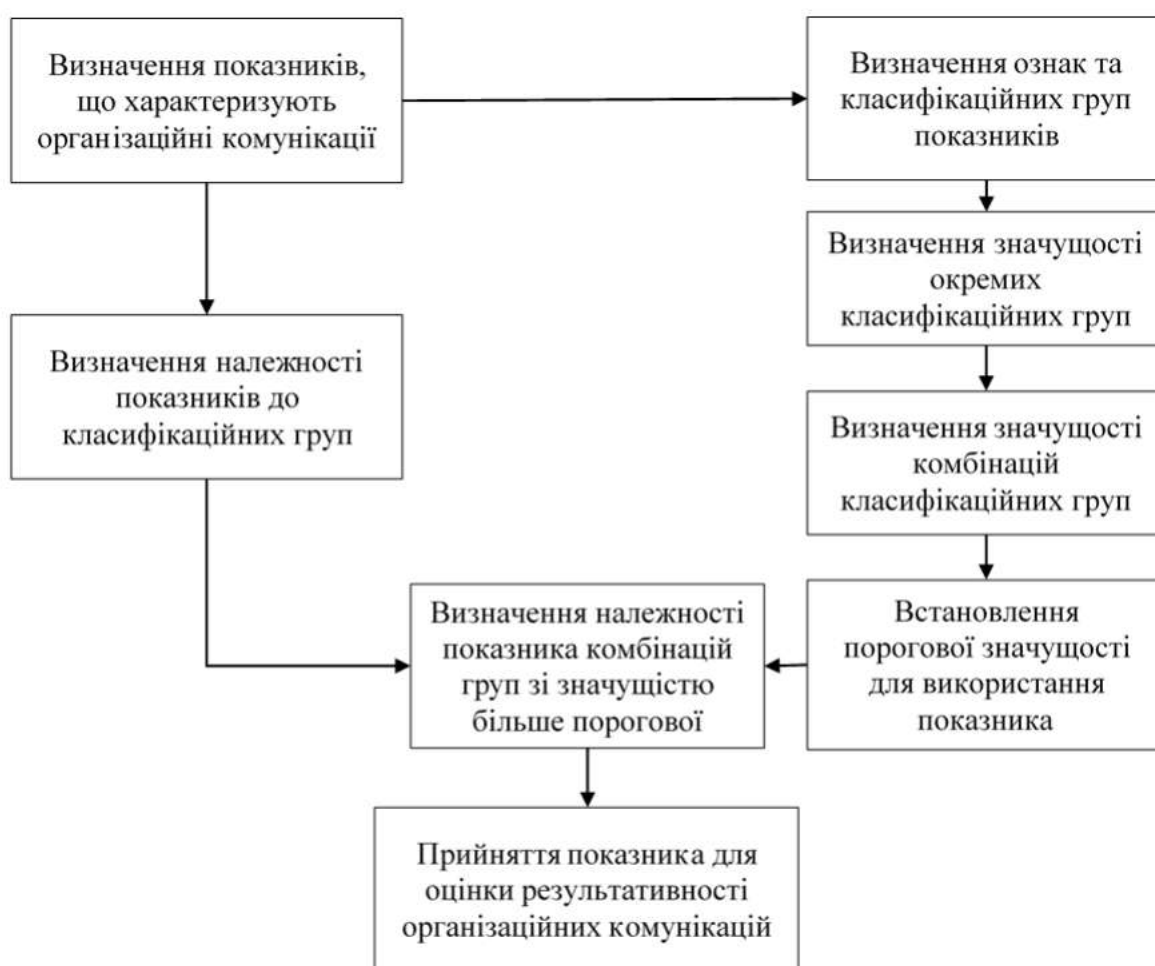 Визначення показників,
що характеризують
організаційні комунікації
Визначення ознак та
класифікаційних груп
показників
Визначення значущості
окремих
класифікаційних груп
Визначення належності
показників до
класифікаційних груп
Визначення значущості
комбінацій
класифікаційних груп
Визначення належності
показника комбінацій
груп зі значущістю
більше порогової
Встановлення
порогової значущості
для використання
показника
Прийняття показника для
оцінки результативності
організаційних комунікацій